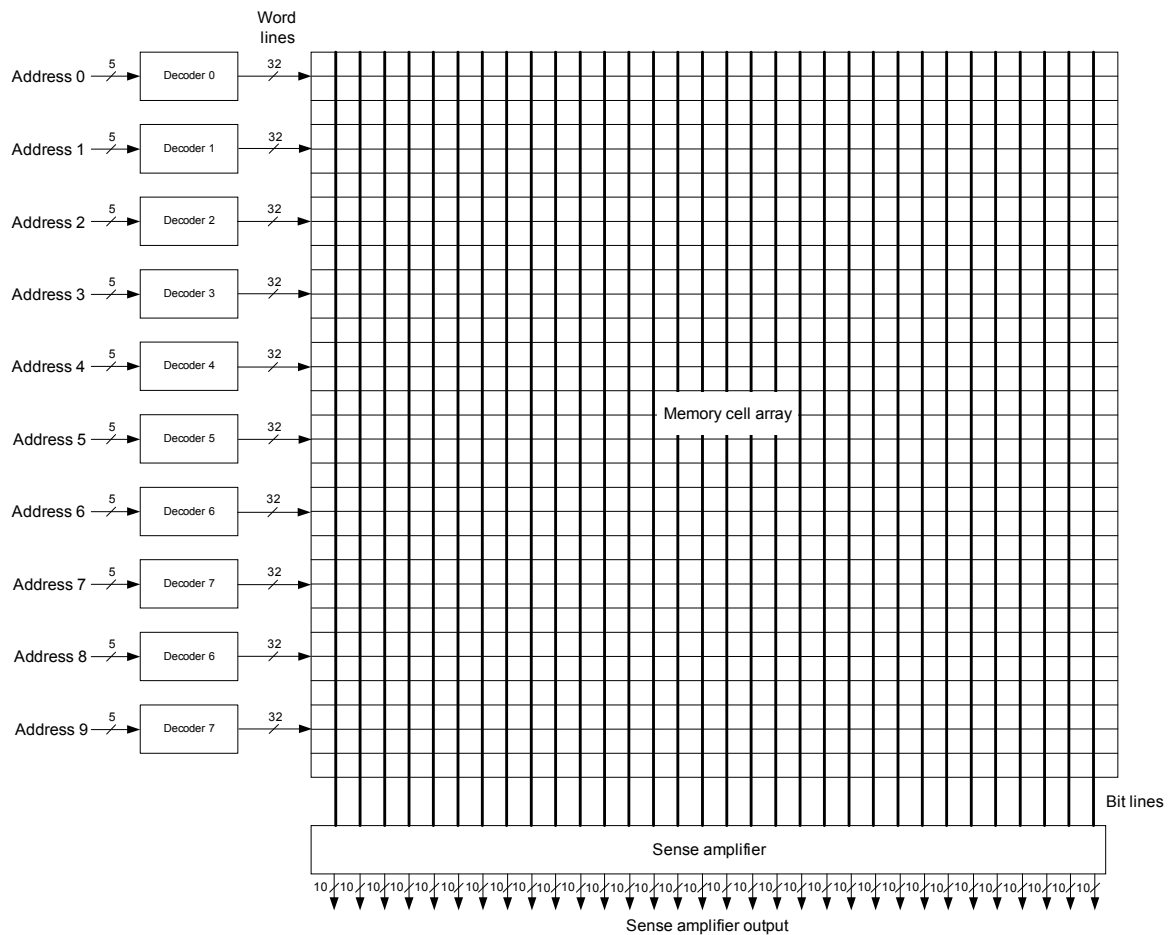 Word
lines
Address 0 5 Decoder 0 32
Address 1 5 Decoder 1 32
Address 2 5 Decoder 2 32
Address 3 5 Decoder 3 32
Address 4 5 Decoder 4 32
Memory cell array
Address 5 5 Decoder 5 32
Address 6 5 Decoder 6 32
Address 7 5 Decoder 7 32
Address 8 5 Decoder 6 32
Address 9 5 Decoder 7 32
Bit lines
Sense amplifier
10 10 10 10 10 10 10 10 10 10 10 10 10 10 10 10 10 10 10 10 10 10 10 10 10 10 10 10 10 10 10 10
Sense amplifier output